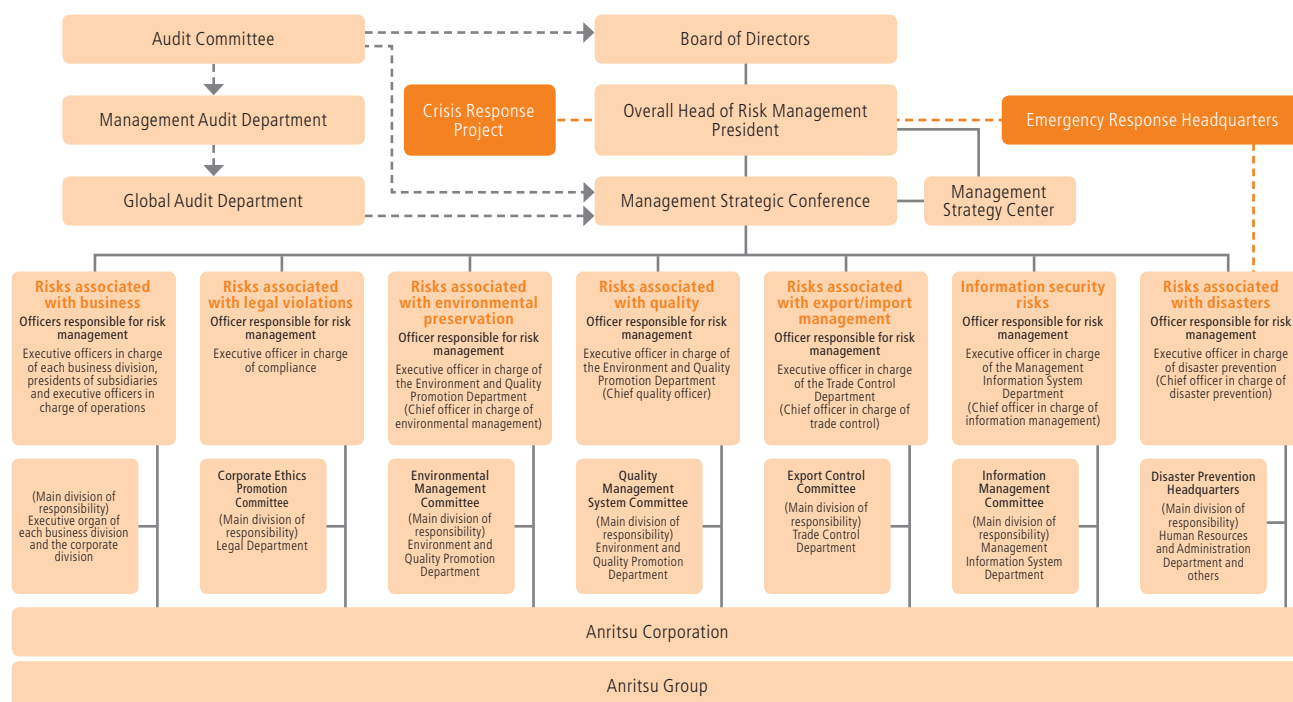 Audit Committee
Board of Directors
Management Audit Department
Crisis Response
Project
Overall Head of Risk Management
President
Emergency Response Headquarters
Global Audit Department
Management Strategic Conference
Management
Strategy Center
Risks associated
with business
Officers responsible for risk
management
Executive officers in charge
of each business division,
presidents of subsidiaries
and executive officers in
charge of operations
Risks associated
with legal violations
Officer responsible for risk
management
Executive officer in charge
of compliance
Risks associated
with environmental
preservation
Officer responsible for risk
management
Executive officer in charge of
the Environment and Quality
Promotion Department
(Chief officer in charge of
environmental management)
Risks associated
with quality
Officer responsible for risk
management
Executive officer in charge of
the Environment and Quality
Promotion Department
(Chief quality officer)
Risks associated
with export/import
management
Officer responsible for risk
management
Executive officer in charge
of the Trade Control
Department
(Chief officer in charge of
trade control)
Information security
risks
Officer responsible for risk
management
Executive officer in charge
of the Management
Information System
Department
(Chief officer in charge of
information management)
Risks associated
with disasters
Officer responsible for risk
management
Executive officer in charge
of disaster prevention
(Chief officer in charge of
disaster prevention)
(Main division of
responsibility)
Executive organ of
each business division
and the corporate
division
Corporate Ethics
Promotion
Committee
(Main division of
responsibility)
Legal Department
Environmental
Management
Committee
(Main division of
responsibility)
Environment and
Quality Promotion
Department
Quality
Management
System Committee
(Main division of
responsibility)
Environment and
Quality Promotion
Department
Export Control
Committee
(Main division of
responsibility)
Trade Control
Department
Information
Management
Committee
(Main division of
responsibility)
Management
Information System
Department
Disaster Prevention
Headquarters
(Main division of
responsibility)
Human Resources
and Administration
Department and
others
Anritsu Corporation
Anritsu Group